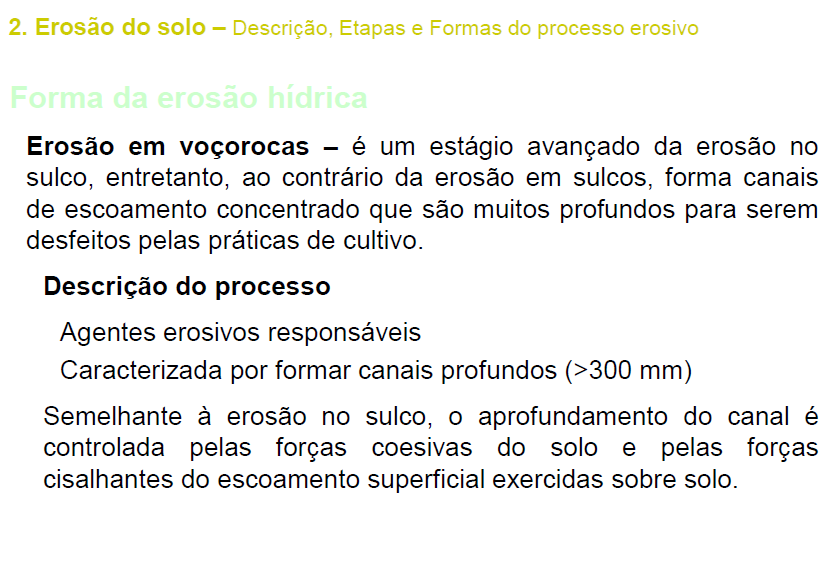 2. Erosão do solo – Descrição, Etapas e Formas do processo erosivo
Forma da erosão hídrica
Erosão em voçorocas – é um estágio avançado da erosão no
sulco, entretanto, ao contrário da erosão em sulcos, forma canais
de escoamento concentrado que são muitos profundos para serem
desfeitos pelas práticas de cultivo.
Descrição do processo
Agentes erosivos responsáveis
Caracterizada por formar canais profundos (>300 mm)
Semelhante à erosão no sulco, o aprofundamento do canal é
controlada pelas forças coesivas do solo e pelas forças
cisalhantes do escoamento superficial exercidas sobre solo.